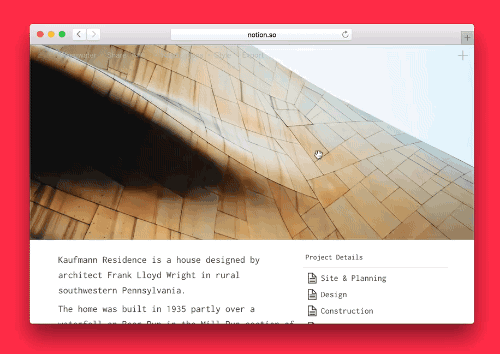 notion.so
Kaufmann Residence is a house designed by
architect Frank Lloyd Wright in rural
southwestern Pennsylvania.
The home was built in 1935 partly over a
Project Details
Site & Planning
Design
Construction